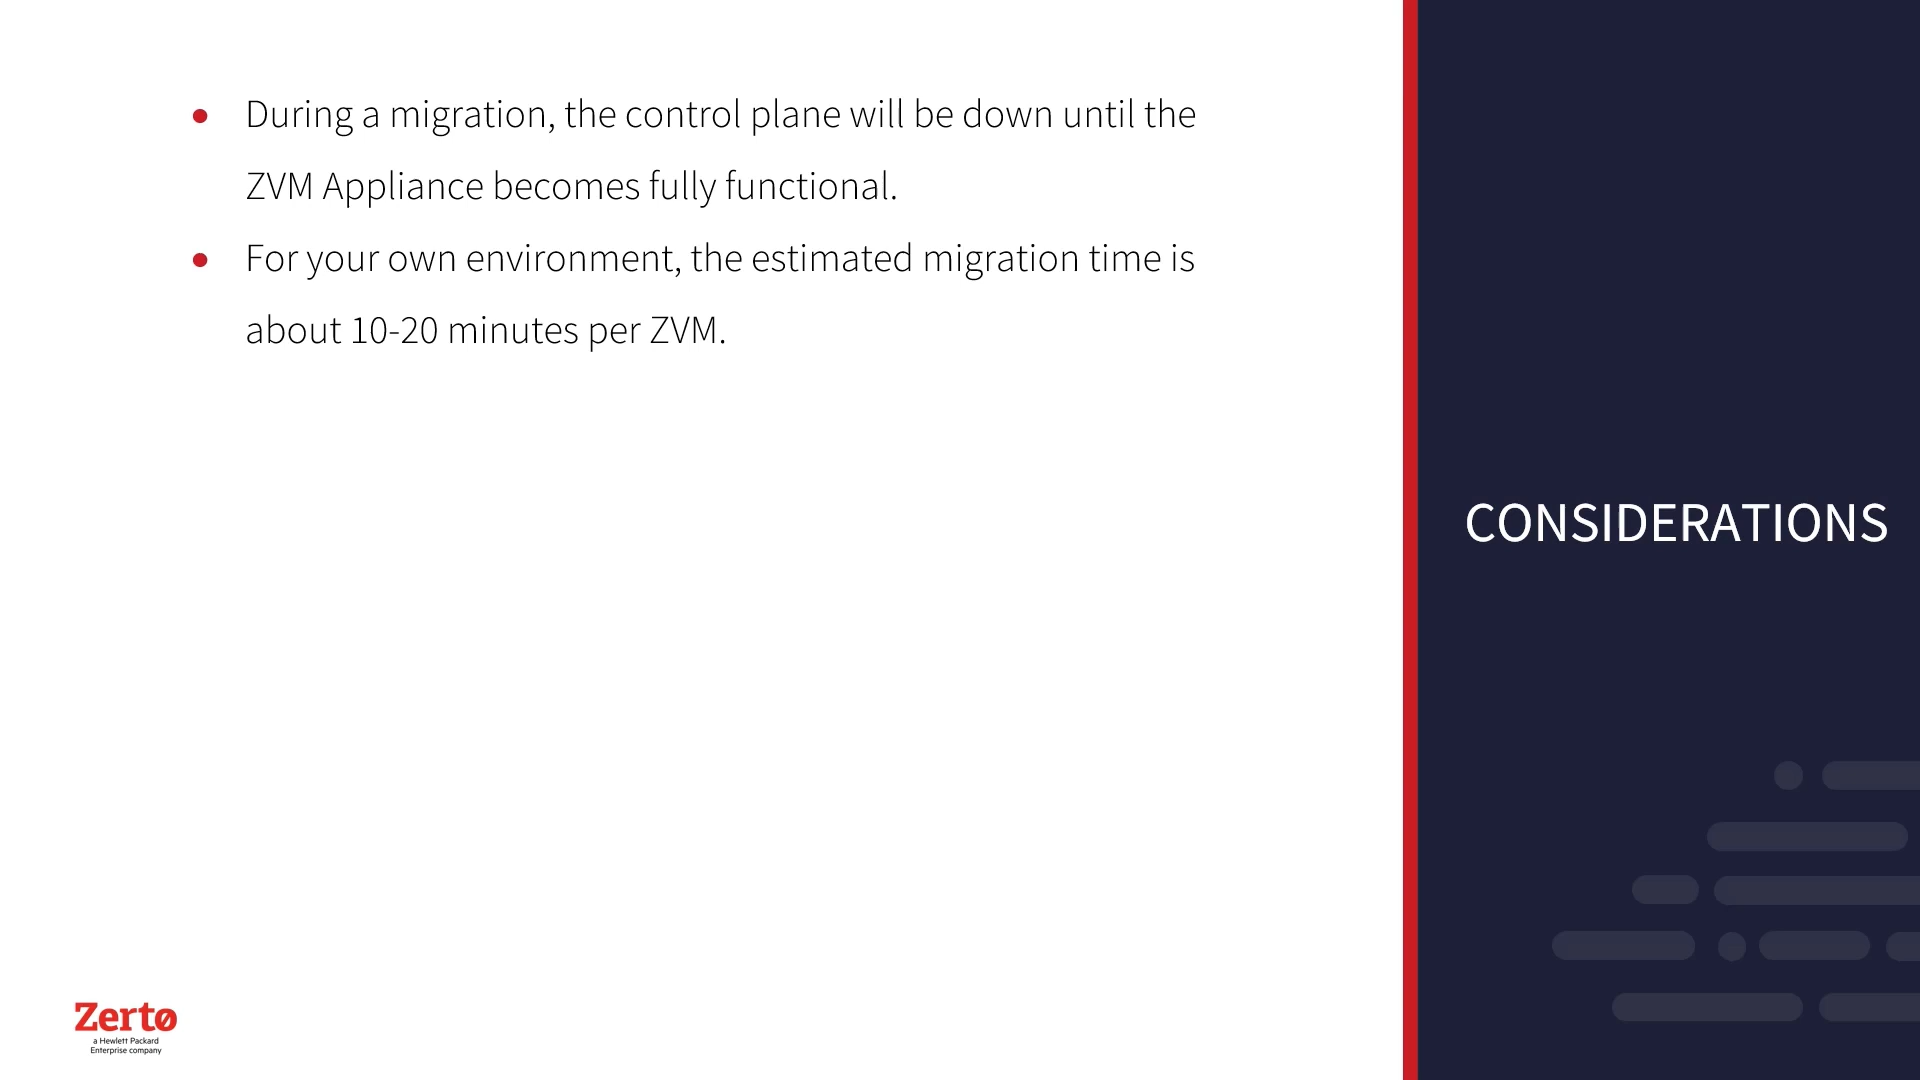 • During a migration, the control plane will be down until the
ZVM Appliance becomes fully functional.
• For your own environment, the estimated migration time is
about 10-20 minutes per ZVM.
CONSIDERATIONS
Zerto
a Hewlett Packard
Enterprise company